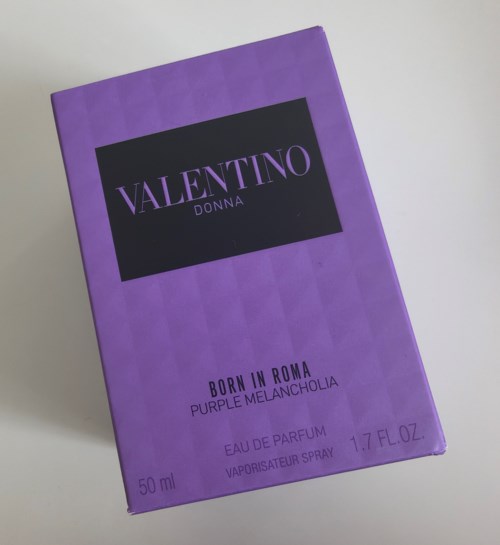 VALENTINO
DONNA
BORN IN ROMA
PURPLE MELANCHOLIA
EAU DE PARFUM
VAPORISATEUR SPRAY
50 ml 1.7 FL.OZ.